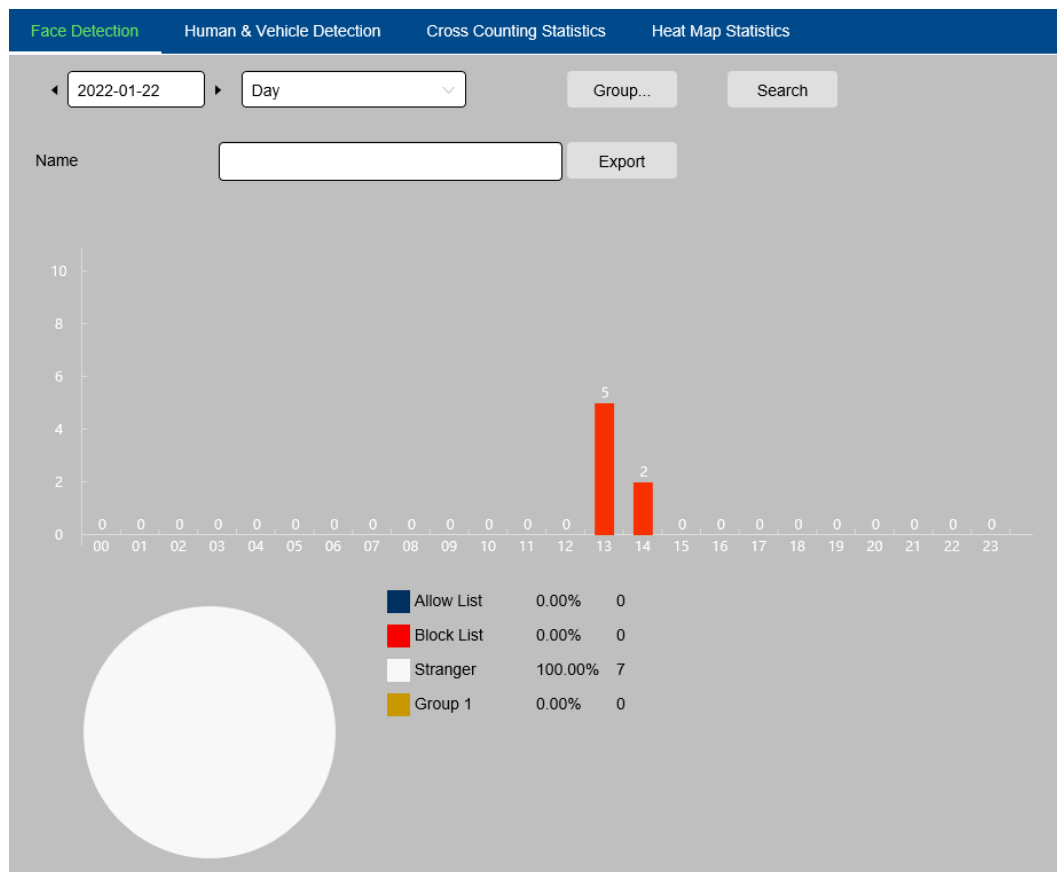 Face Detection Human & Vehicle Detection Cross Counting Statistics Heat Map Statistics
2022-01-22 Day Group... Search
Name Export
10
8
6
5
4
2
2
0 0 0 0 0 0 0 0 0 0 0 0 0 0 0 0 0 0 0 0 0 0
0
00 01 02 03 04 05 06 07 08 09 10 11 12 13 14 15 16 17 18 19 20 21 22 23
Allow List 0.00% 0
Block List 0.00% 0
Stranger 100.00% 7
Group 1 0.00% 0